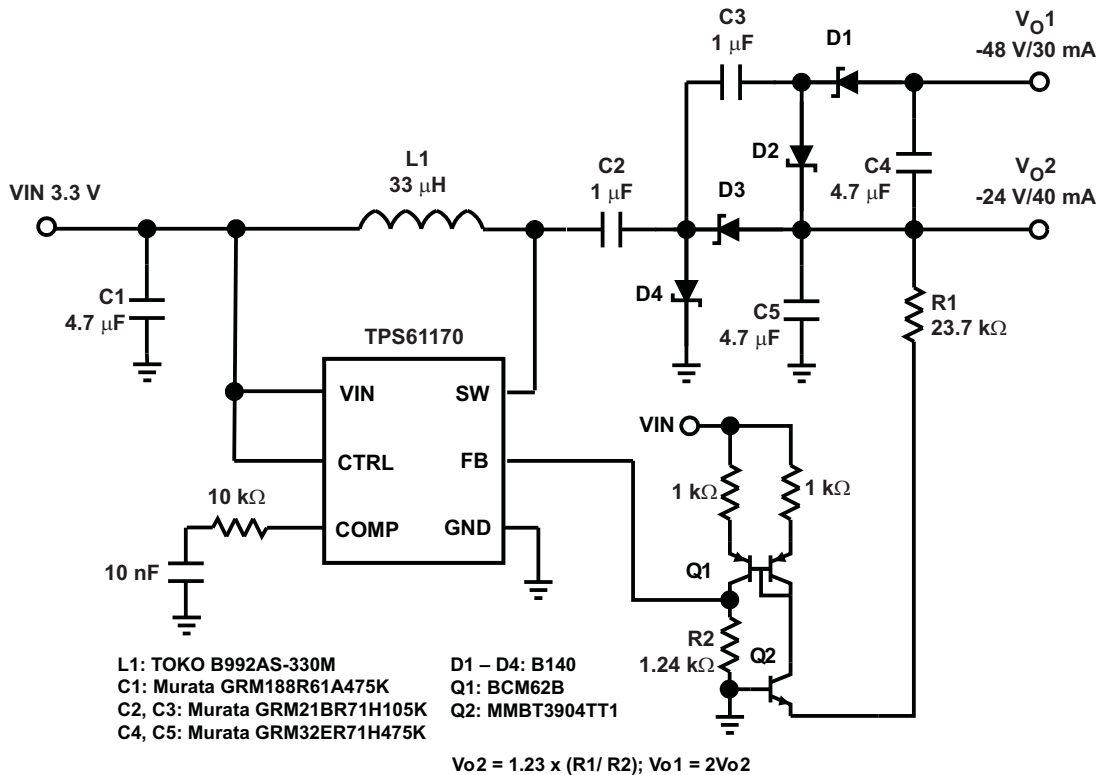 C3
1 μF
D1
VO1
-48 V/30 mA
L1
33 μH
C2
1 μF
D2
C4
4.7 μF
VO2
-24 V/40 mA
VIN 3.3 V
D3
C1
4.7 μF
D4
C5
4.7 μF
R1
23.7 kΩ
TPS61170
VIN
SW
CTRL
FB
COMP
GND
10 kΩ
10 nF
VIN
1 kΩ
1 kΩ
Q1
R2
1.24 kΩ
Q2
L1: TOKO B992AS-330M
C1: Murata GRM188R61A475K
C2, C3: Murata GRM21BR71H105K
C4, C5: Murata GRM32ER71H475K
D1 – D4: B140
Q1: BCM62B
Q2: MMBT3904TT1
Vo2 = 1.23 x (R1/ R2); Vo1 = 2Vo2